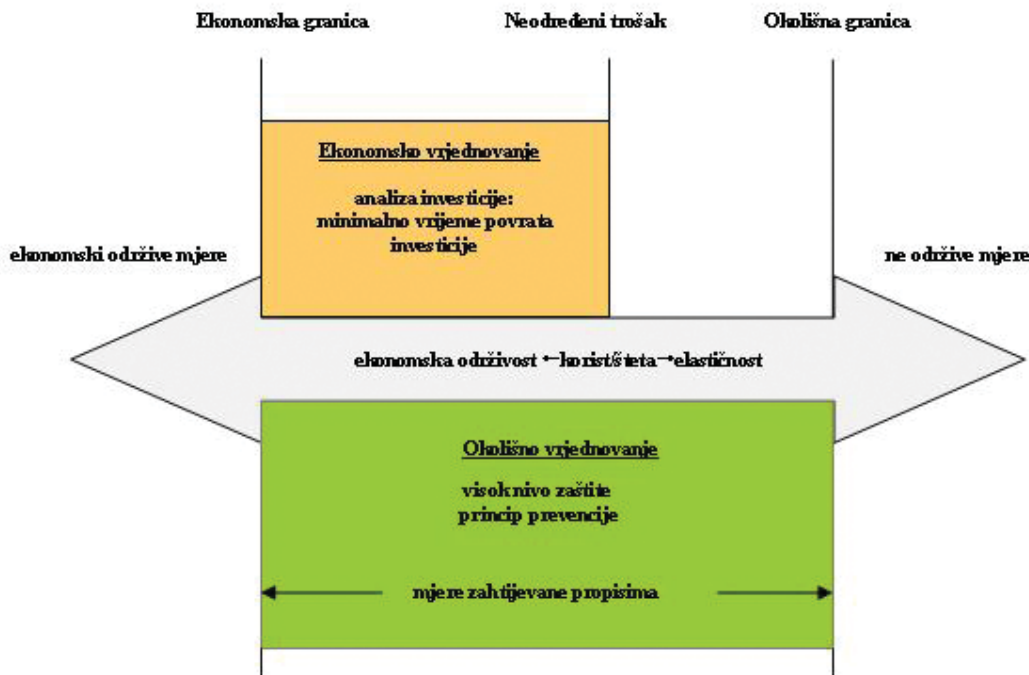 Ekonomska granica
Neodređeni trošak
Okolišna granica
Ekonomsko vrjednovanje
analiza investicije:
minimalno vrijeme povrata
investicije
ekonomski održive mjere
ne održive mjere
ekonomska održivost ←korist/šteta→elastičnost
Okolišno vrjednovanje
visok nivo zaštite
princip prevencije
mjere zahtijevane propisima